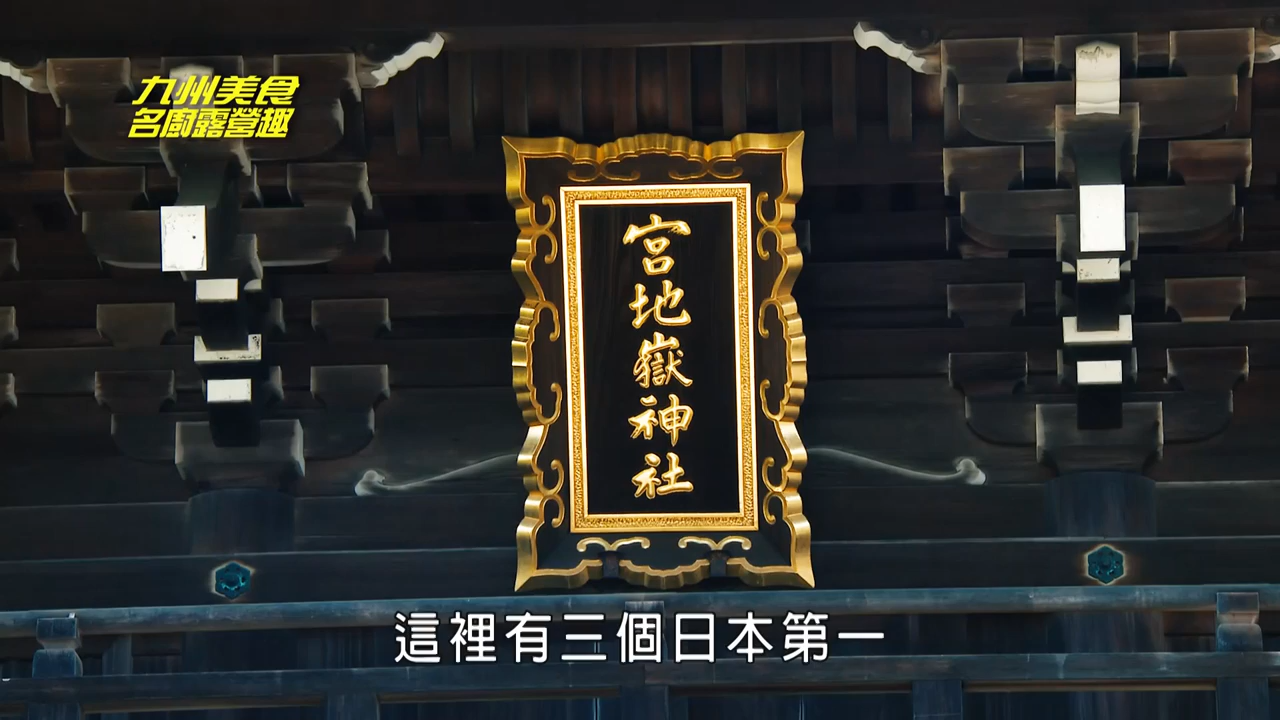 九州美食
名廚露營趣
宮地嶽神社
這裡有三個日本第一